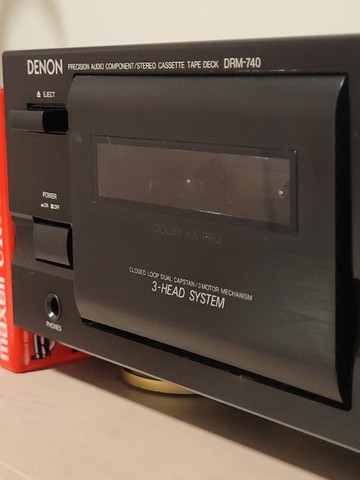 DENON PRECISION AUDIO COMPONENT/STEREO CASSETTE TAPE DECK DRM-740
EJECT
POWER
ON OFF
PHONES
DOLBY HX PRO
CLOSED LOOP DUAL CAPSTAN/3 MOTOR MECHANISM
3-HEAD SYSTEM
maxell